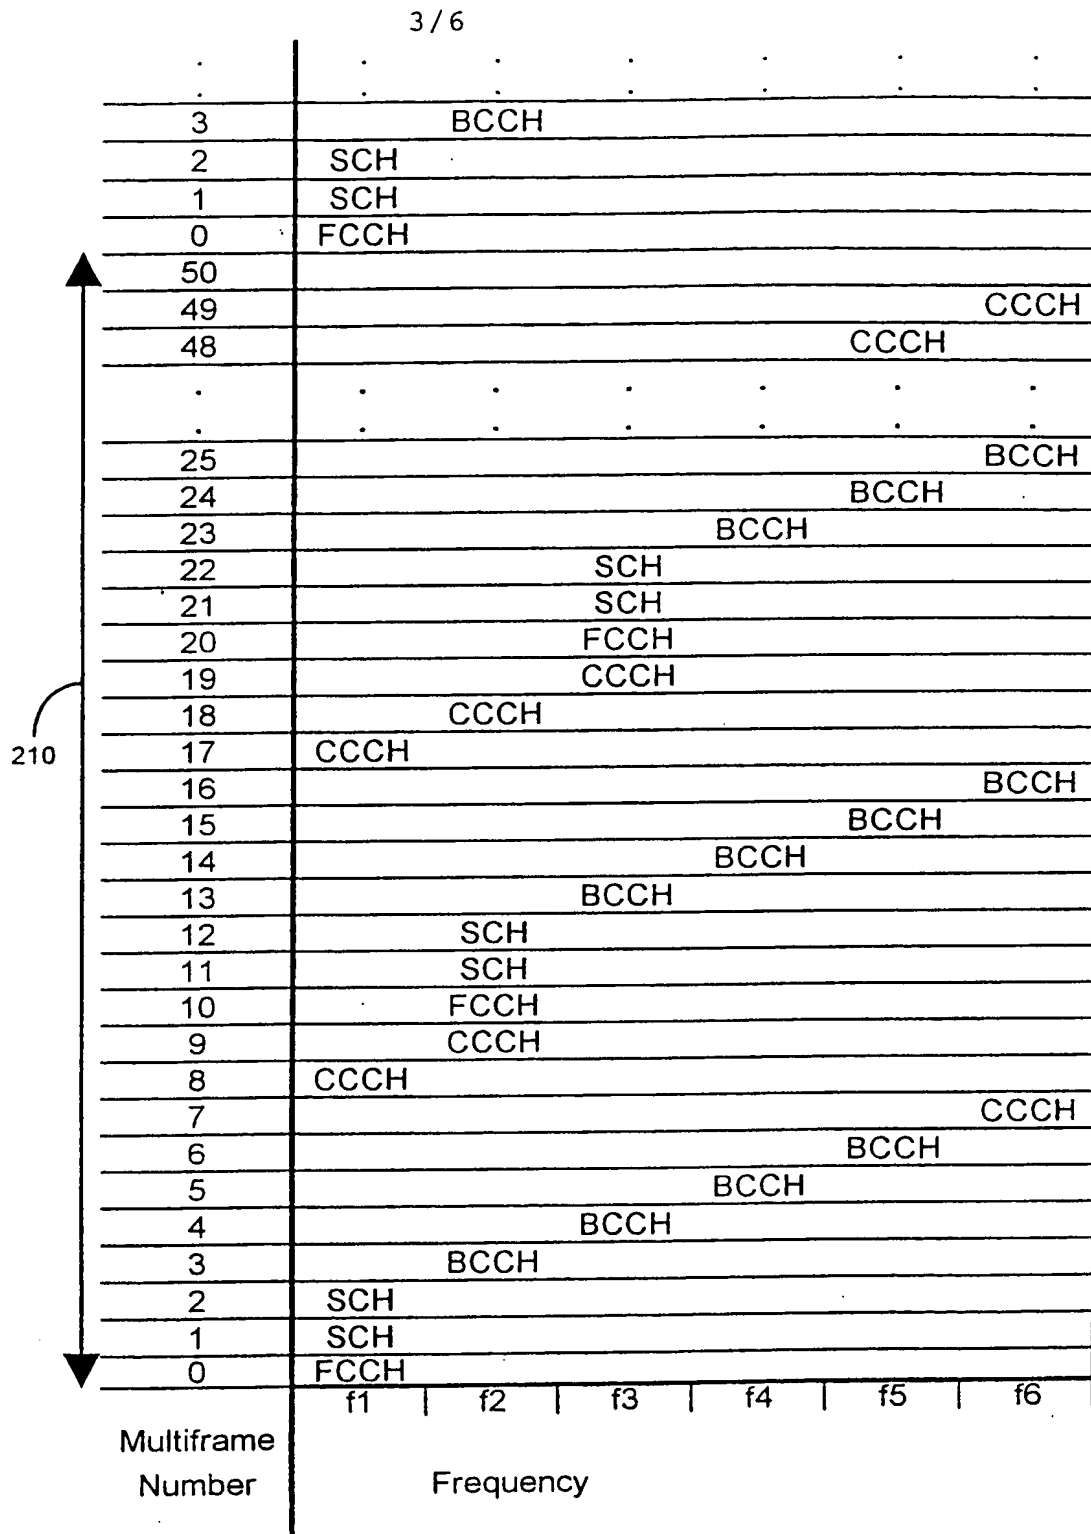 3/6
3 BCCH
2 SCH
1 SCH
0 FCCH
50
49 CCCH
48 CCCH
25 BCCH
24 BCCH
23 BCCH
22 SCH
21 SCH
20 FCCH
19 CCCH
18 CCCH
17 CCCH
210
16 BCCH
15 BCCH
14 BCCH
13 BCCH
12 SCH
11 SCH
10 FCCH
9 CCCH
8 CCCH
7 CCCH
6 BCCH
5 BCCH
4 BCCH
3 BCCH
2 SCH
1 SCH
0 FCCH
f1 | f2 | f3 | f4 | f5 | f6
Multiframe
Number Frequency